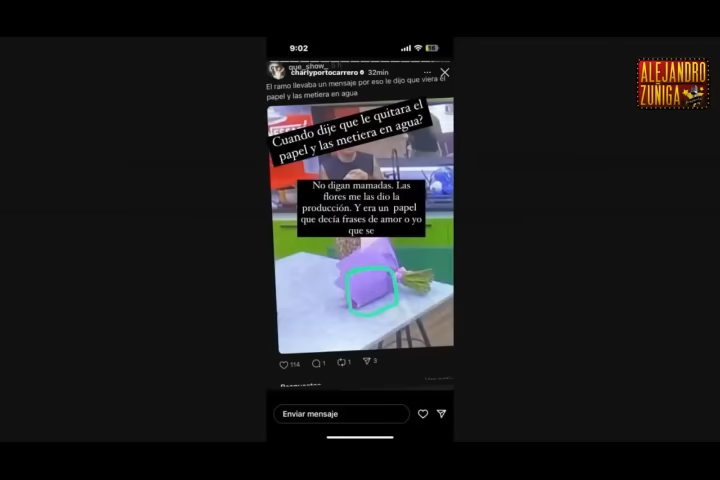 9:02
58
que_show_
charlyportocarrero 32min
El ramo llevaba un mensaje por eso le dijo que viera el
papel y las metiera en agua
Cuando dije que le quitara el
papel y las metiera en agua?
No digan mamadas. Las
flores me las dio la
producción. Y era un papel
que decía frases de amor o yo
que se
114 1 1 3
Enviar mensaje
ALEJANDRO
ZUÑIGA